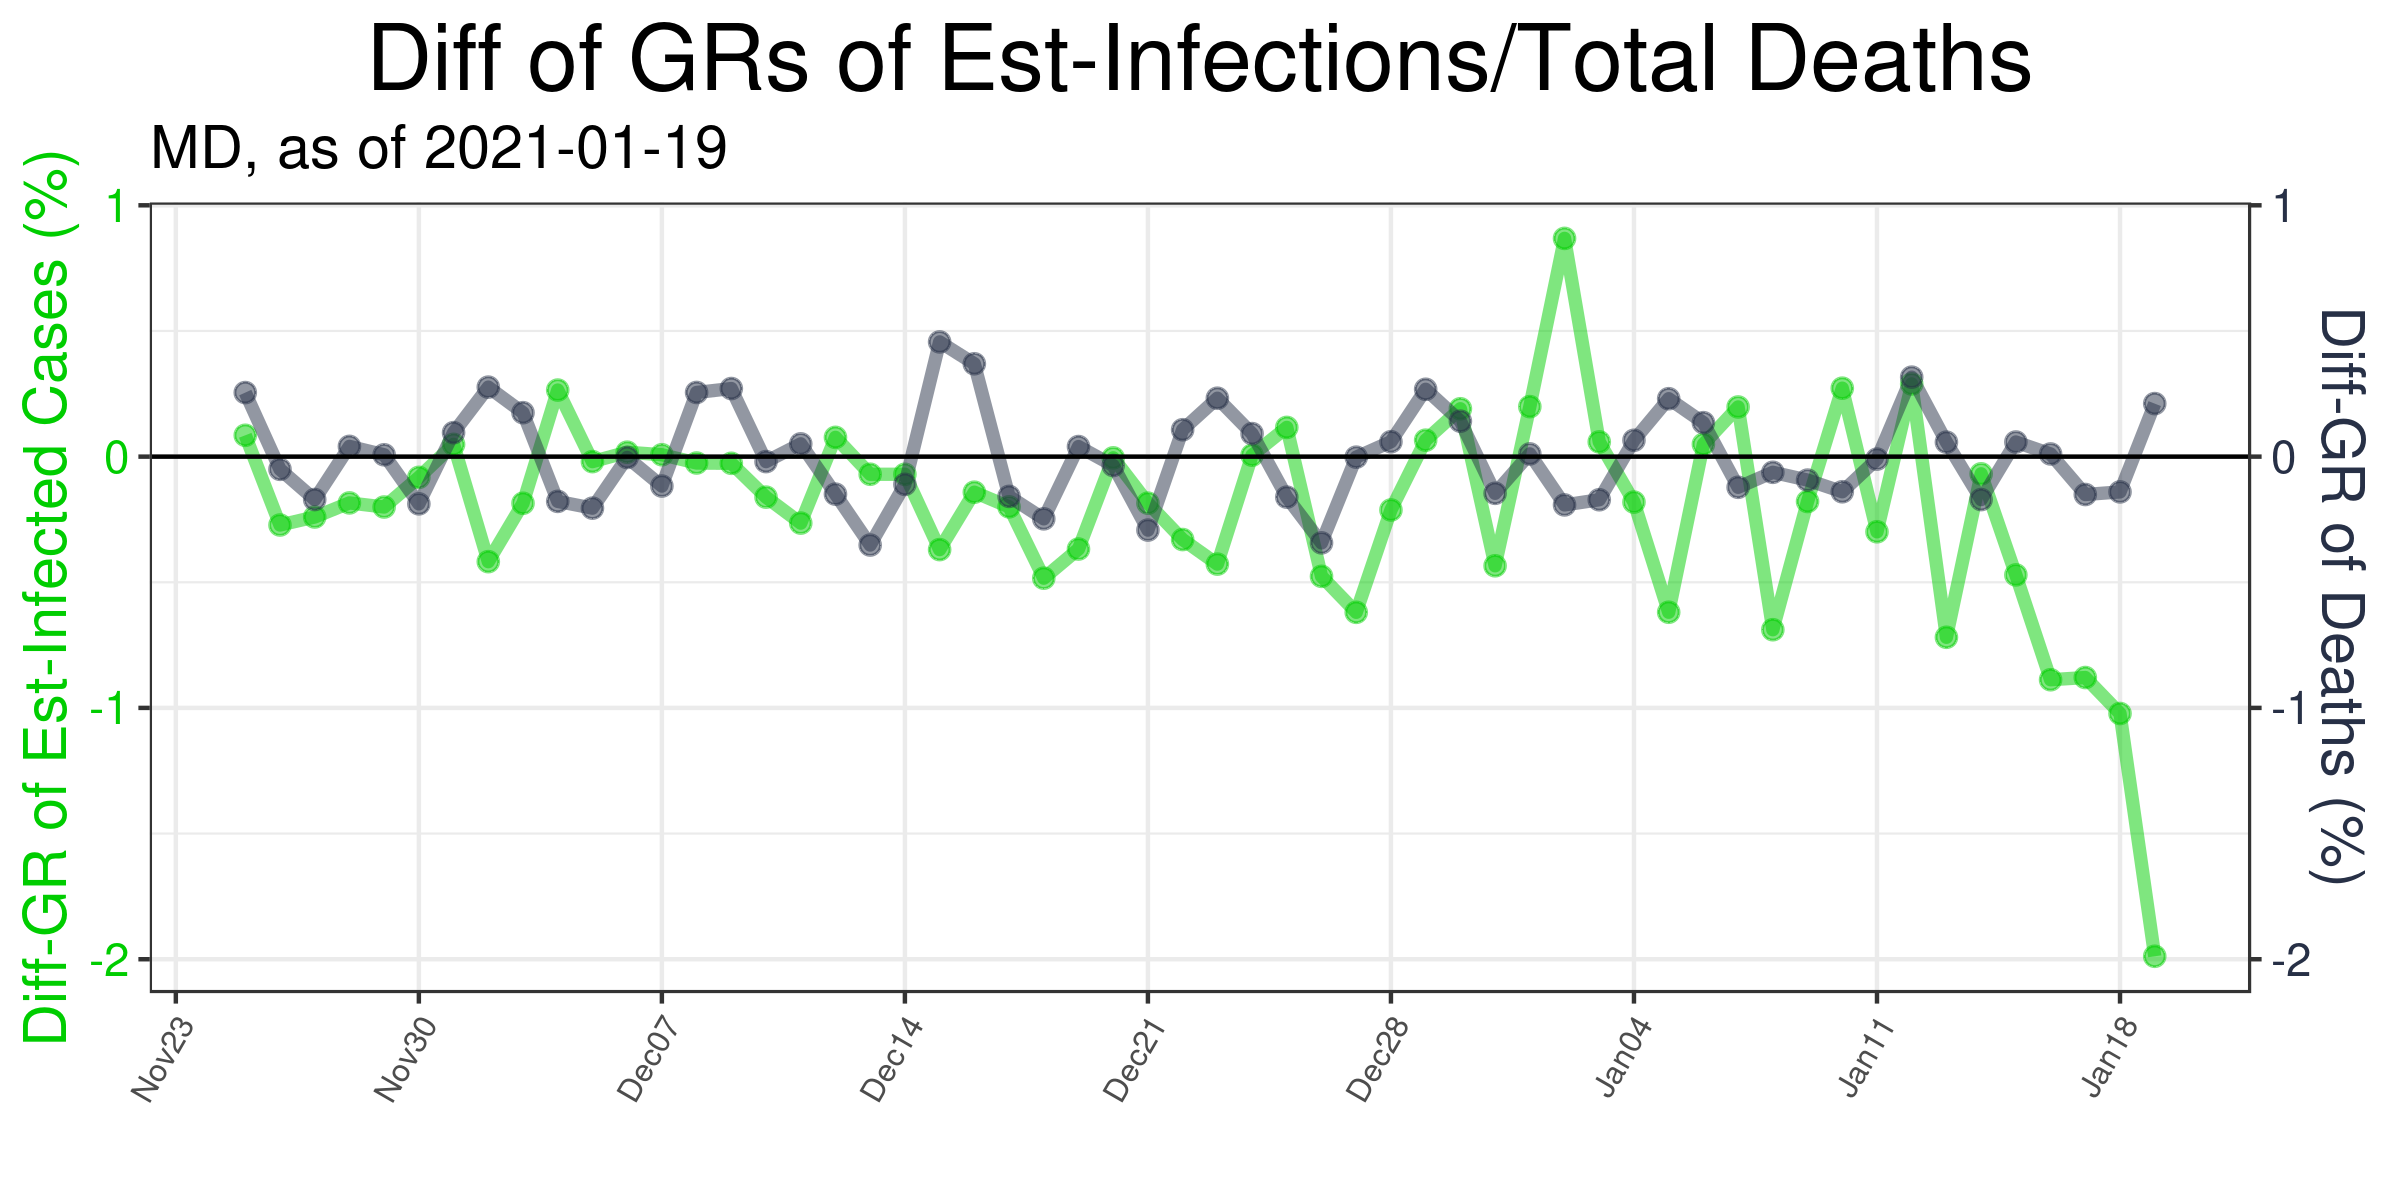 Diff of GRs of Est-Infections/Total Deaths
MD, as of 2021-01-19
Diff-GR of Est-Infected Cases (%)
1
0
-1
-2
1
0
-1
-2
Diff-GR of Deaths (%)
Nov23
Nov30
Dec07
Dec14
Dec21
Dec28
Jan04
Jan11
Jan18